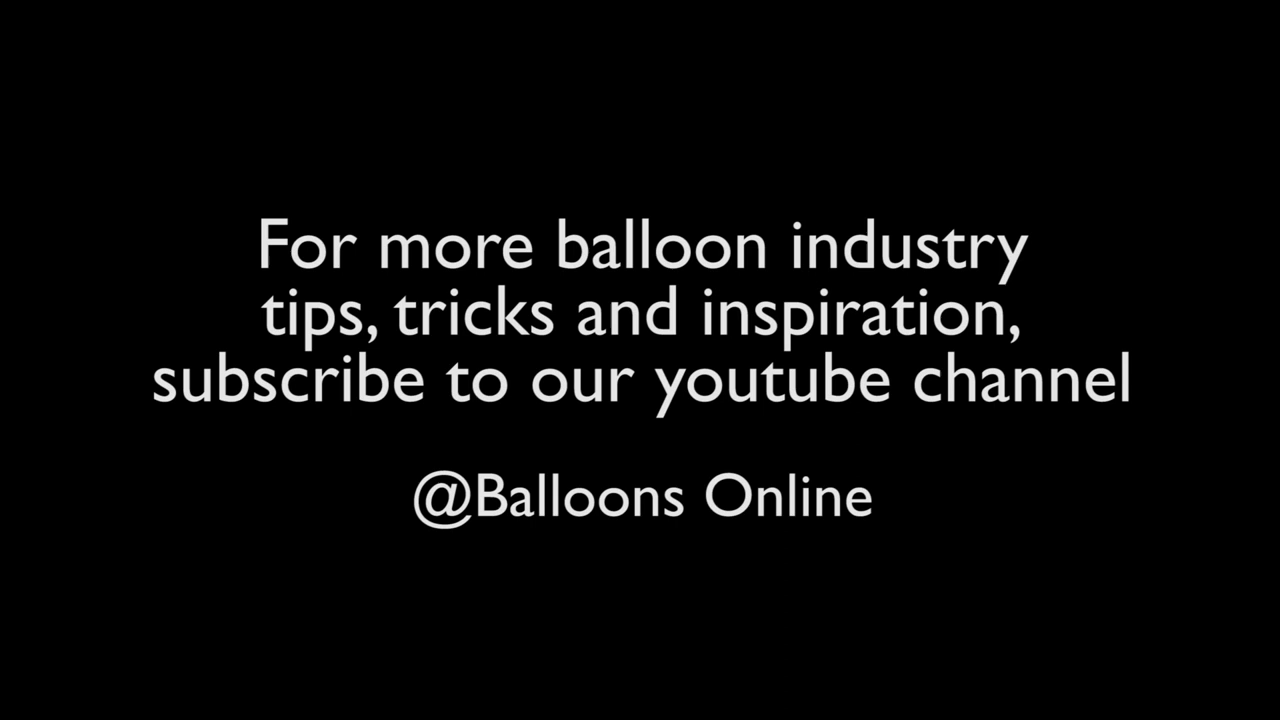 For more balloon industry
tips, tricks and inspiration,
subscribe to our youtube channel
@Balloons Online